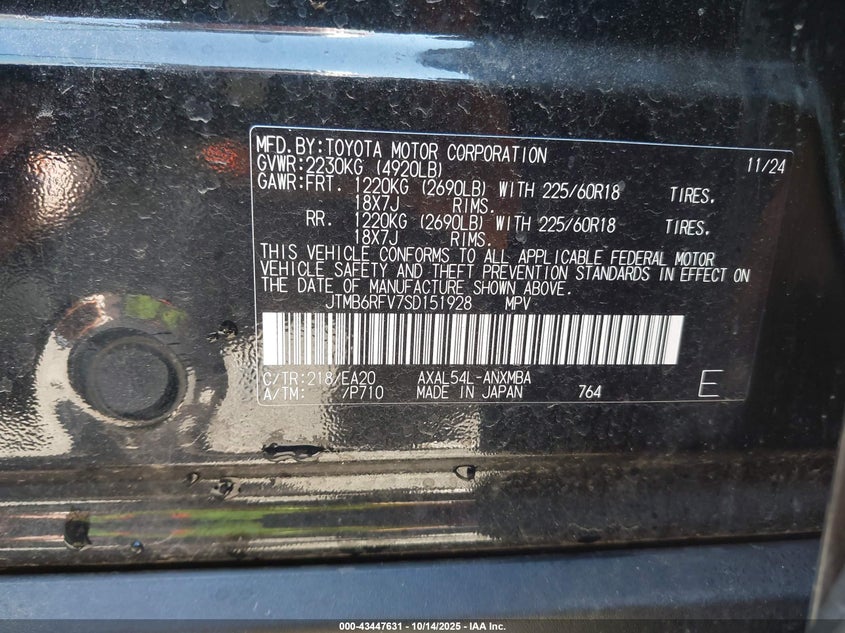 MFD.BY:TOYOTA MOTOR CORPORATION 11/24
GVWR:2230KG (4920LB)
GAWR:FRT. 1220KG (2690LB) WITH 225/60R18 TIRES.
18X7J RIMS.
RR. 1220KG (2690LB) WITH 225/60R18 TIRES.
18X7J RIMS.
THIS VEHICLE CONFORMS TO ALL APPLICABLE FEDERAL MOTOR
VEHICLE SAFETY AND THEFT PREVENTION STANDARDS IN EFFECT ON
THE DATE OF MANUFACTURE SHOWN ABOVE.
JTMB6RFV7SD151928 MPV
C/TR:218/EA20 AXAL54L-ANXMBA
A/TM: /P710 MADE IN JAPAN 764 E
000-43447631 - 10/14/2025 - IAA Inc.